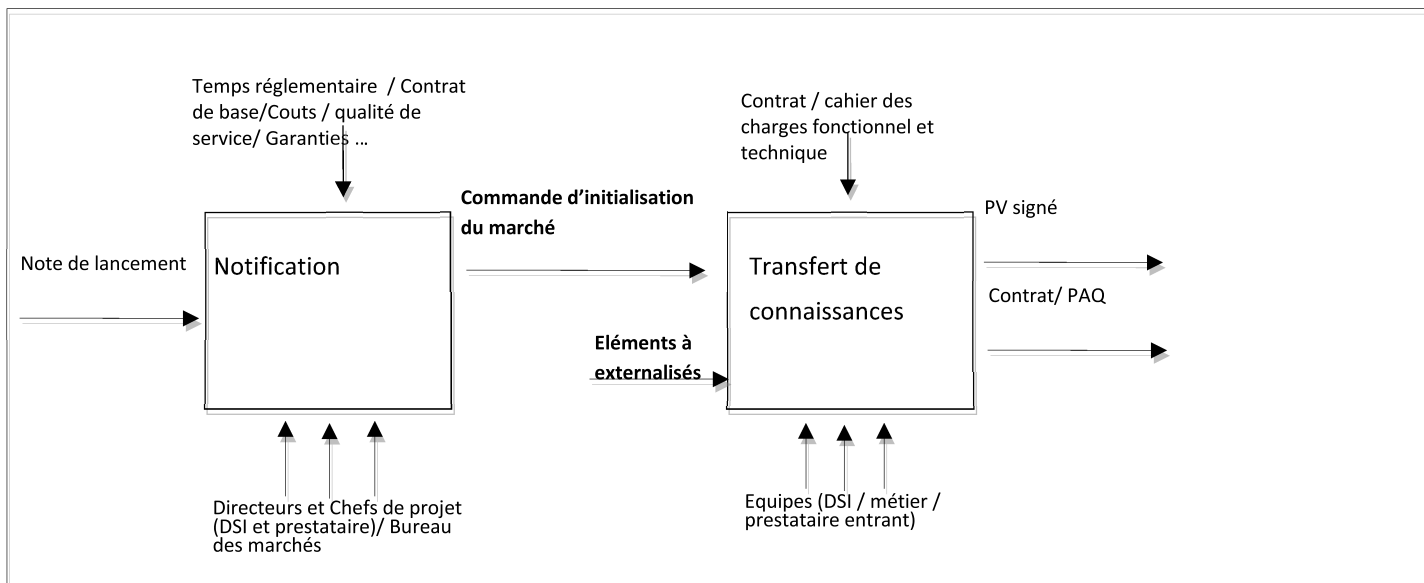 Temps réglementaire / Contrat
de base/Couts / qualité de
service/ Garanties ...
Contrat / cahier des
charges fonctionnel et
technique
Commande d’initialisation
du marché
PV signé
Note de lancement
Notification
Transfert de
connaissances
Contrat/ PAQ
Eléments à
externalisés
Directeurs et Chefs de projet
(DSI et prestataire)/ Bureau
des marchés
Equipes (DSI / métier /
prestataire entrant)